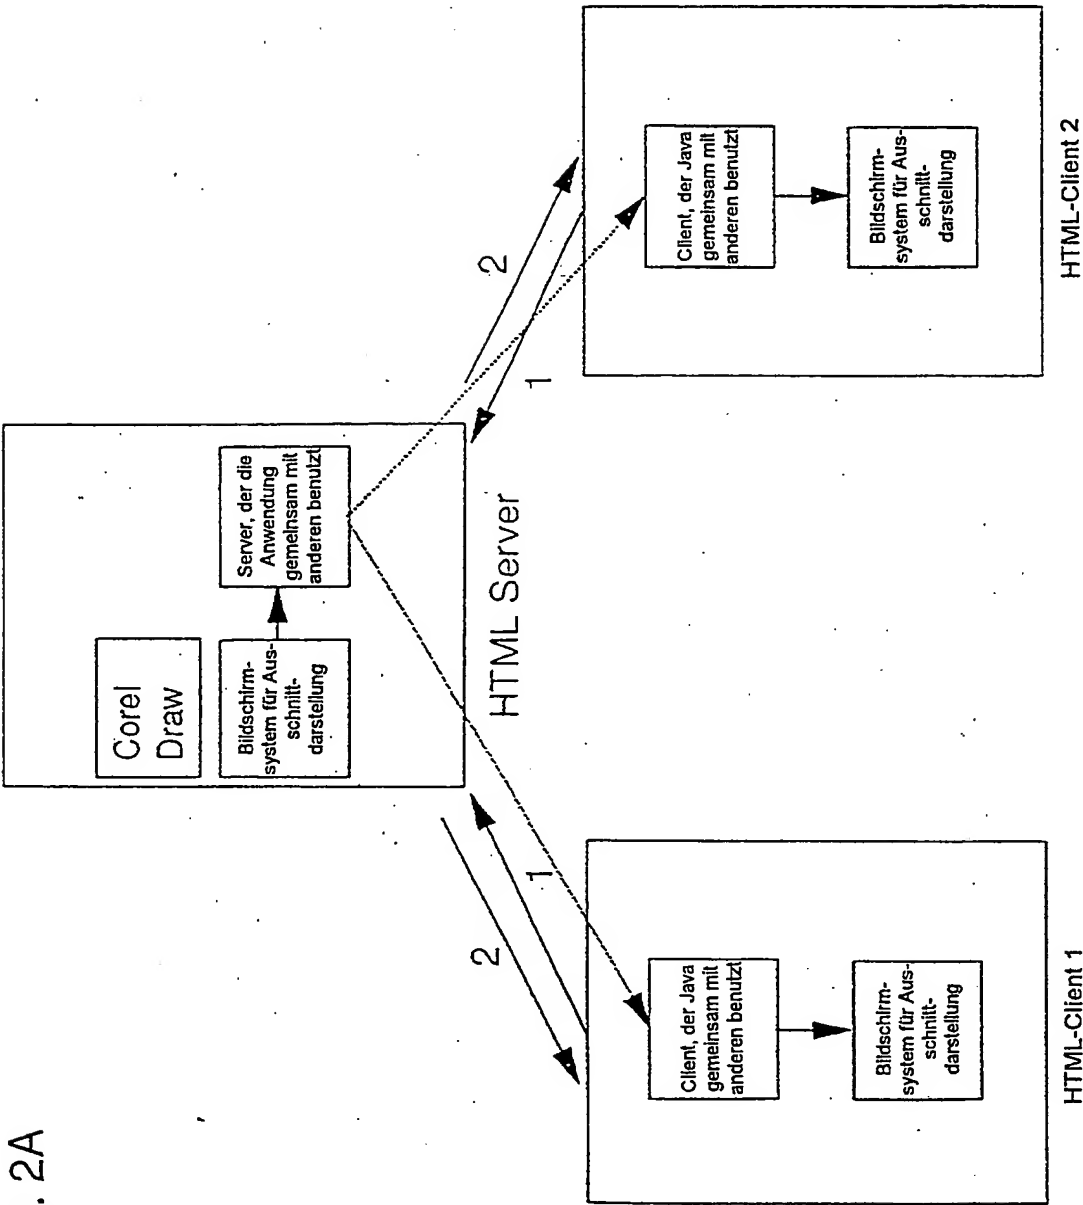 . 2A
Corel
Draw
Bildschirm-
system für Aus-
schnitt-
darstellung
Server, der die
Anwendung
gemeinsam mit
anderen benutzt
HTML Server
2
1
2
1
Client, der Java
gemeinsam mit
anderen benutzt
Bildschirm-
system für Aus-
schnitt-
darstellung
HTML-Client 1
Client, der Java
gemeinsam mit
anderen benutzt
Bildschirm-
system für Aus-
schnitt-
darstellung
HTML-Client 2